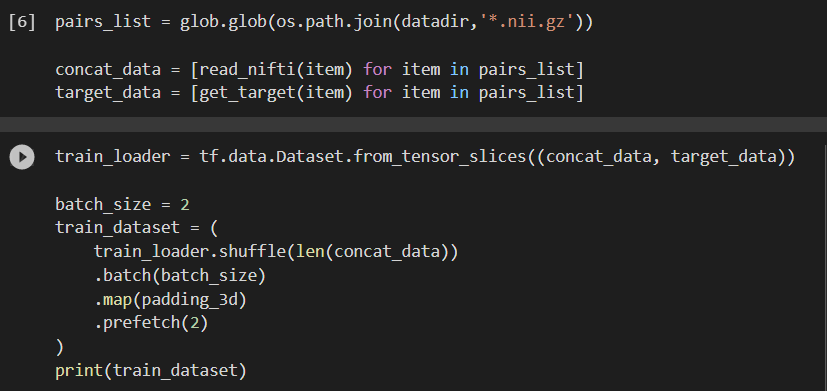 [6] pairs_list = glob.glob(os.path.join(datadir,'*.nii.gz'))
concat_data = [read_nifti(item) for item in pairs_list]
target_data = [get_target(item) for item in pairs_list]
train_loader = tf.data.Dataset.from_tensor_slices((concat_data, target_data))
batch_size = 2
train_dataset = (
    train_loader.shuffle(len(concat_data))
    .batch(batch_size)
    .map(padding_3d)
    .prefetch(2)
)
print(train_dataset)